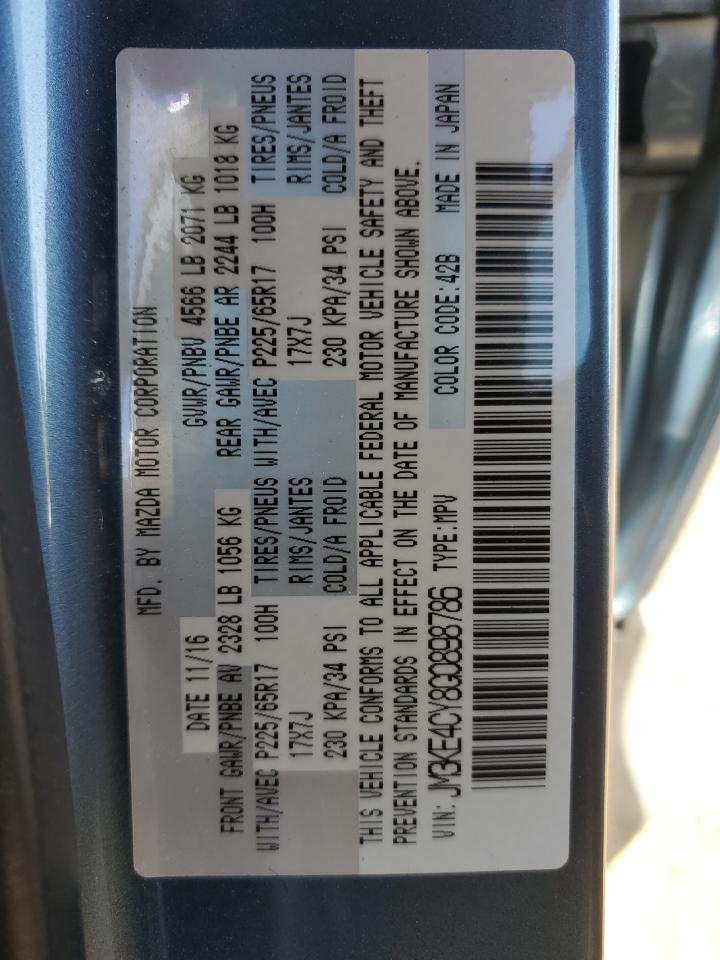 MFD. BY MAZDA MOTOR CORPORATION
DATE 11/16 GVWR/PNBV 4566 LB 2071 KG
FRONT GAWR/PNBE AV 2328 LB 1056 KG REAR GAWR/PNBE AR 2244 LB 1018 KG
WITH/AVEC P225/65R17 100H TIRES/PNEUS WITH/AVEC P225/65R17 100H TIRES/PNEUS
17X7J RIMS/JANTES 17X7J RIMS/JANTES
230 KPA/34 PSI COLD/A FROID 230 KPA/34 PSI COLD/A FROID
THIS VEHICLE CONFORMS TO ALL APPLICABLE FEDERAL MOTOR VEHICLE SAFETY AND THEFT
PREVENTION STANDARDS IN EFFECT ON THE DATE OF MANUFACTURE SHOWN ABOVE.
VIN: JM3KE4CY8G0898786 TYPE:MPV COLOR CODE:42B MADE IN JAPAN